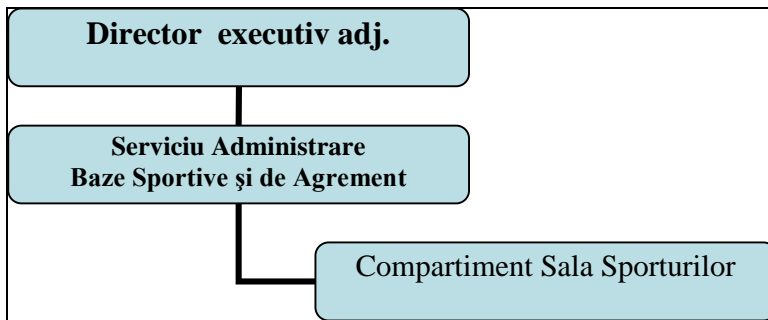 Director executiv adj.
Serviciu Administrare
Baze Sportive şi de Agrement
Compartiment Sala Sporturilor